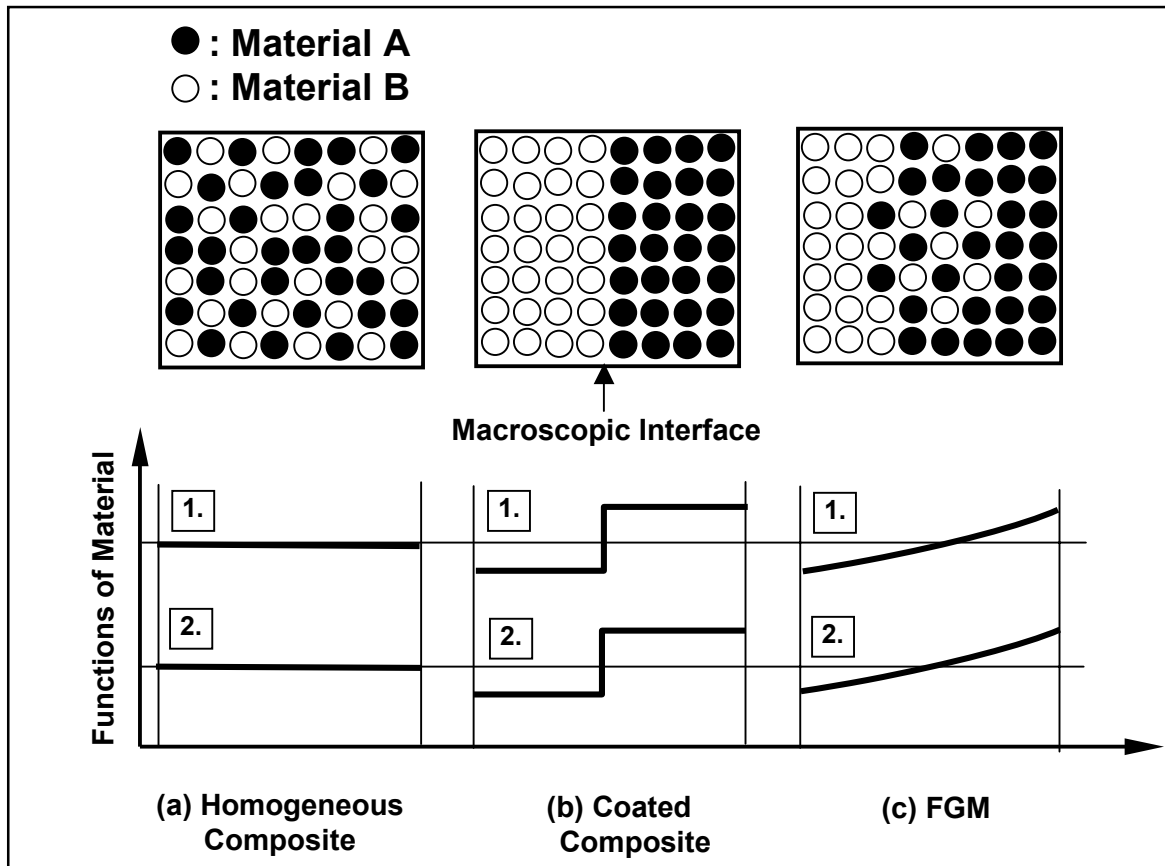 : Material A
: Material B
Macroscopic Interface
Functions of Material
1.
1.
1.
2.
2.
2.
(a) Homogeneous
Composite
(b) Coated
Composite
(c) FGM